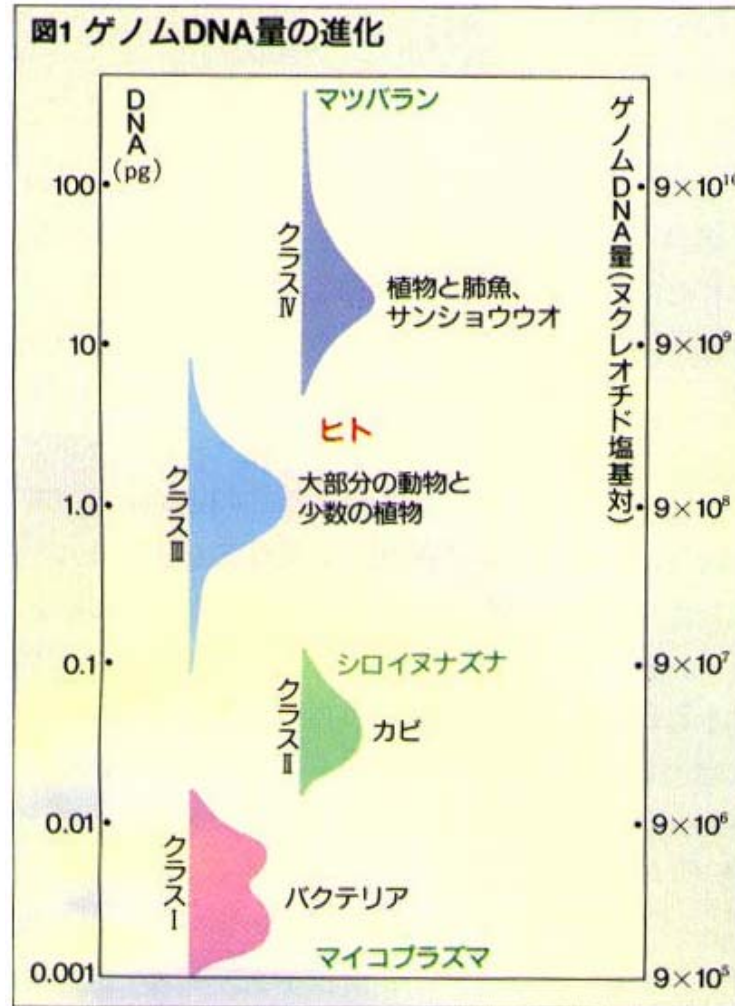 図1 ゲノムDNA量の進化
DNA
(pg)
100
10
1.0
0.1
0.01
0.001
マツバラン
クラスⅣ
植物と肺魚、
サンショウウオ
ヒト
クラスⅢ
大部分の動物と
少数の植物
シロイヌナズナ
クラスⅡ
カビ
クラスⅠ
バクテリア
マイコプラズマ
ゲノムDNA量(ヌクレオチド塩基対)
9×10¹⁰
9×10⁹
9×10⁸
9×10⁷
9×10⁶
9×10⁵